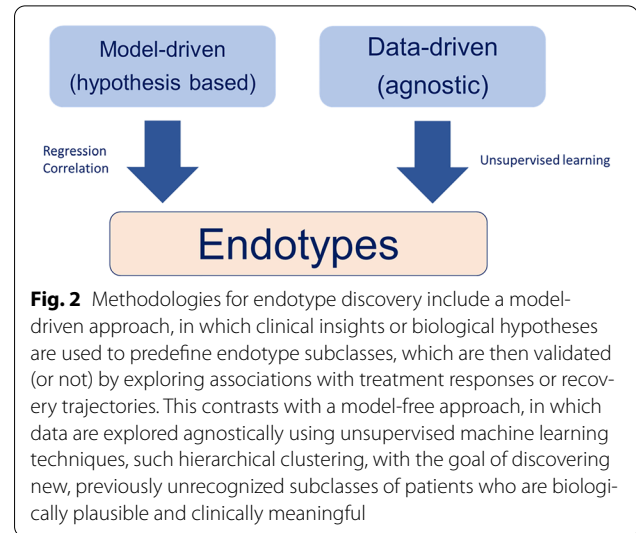 Model-driven
(hypothesis based)
Data-driven
(agnostic)
Regression
Correlation
Unsupervised learning
Endotypes
Fig. 2 Methodologies for endotype discovery include a model-
driven approach, in which clinical insights or biological hypotheses
are used to predefine endotype subclasses, which are then validated
(or not) by exploring associations with treatment responses or recov-
ery trajectories. This contrasts with a model-free approach, in which
data are explored agnostically using unsupervised machine learning
techniques, such hierarchical clustering, with the goal of discovering
new, previously unrecognized subclasses of patients who are biologi-
cally plausible and clinically meaningful